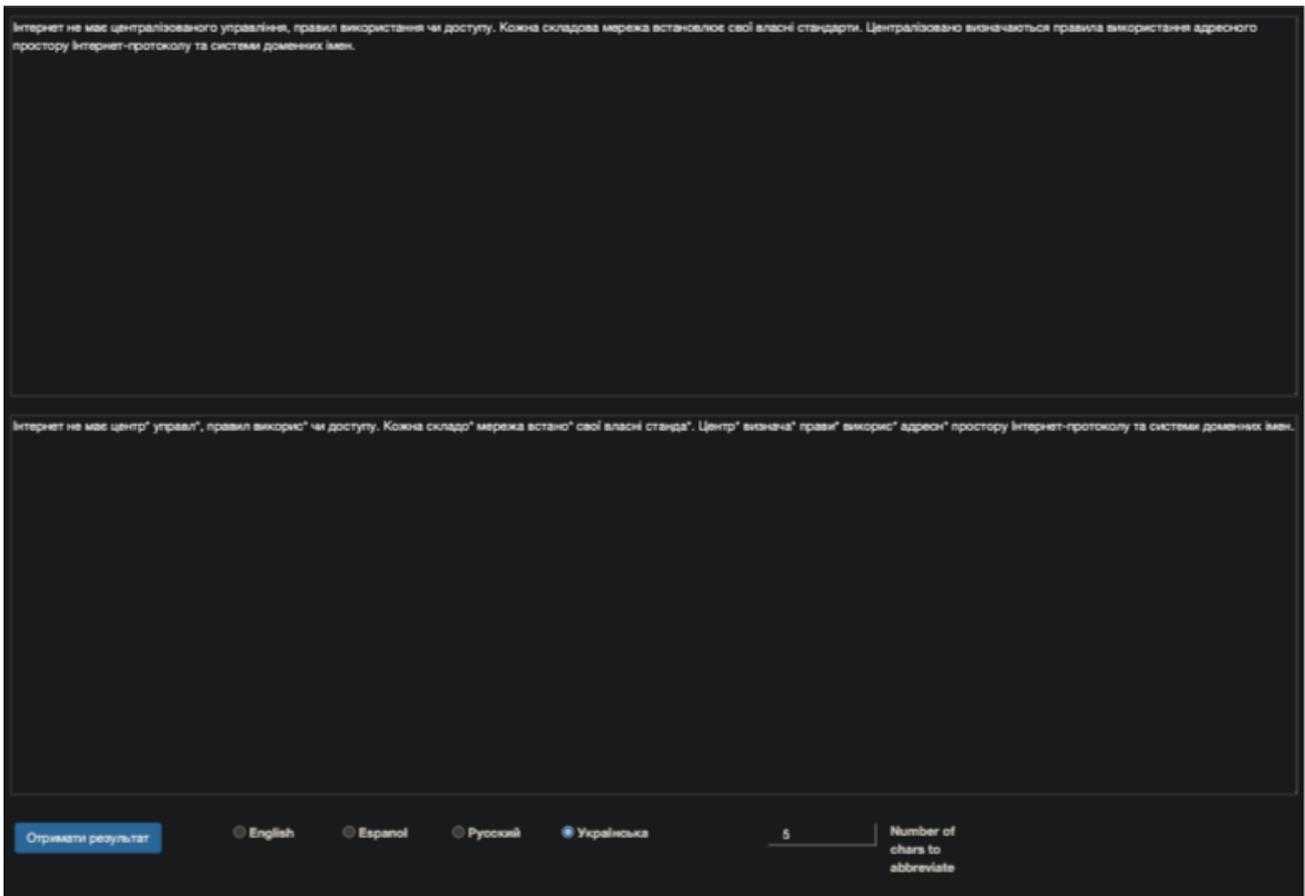 Інтернет не має централізованого управління, правил використання чи доступу. Кожна складова мережа встановлює свої власні стандарти. Централізовано визначаються правила використання адресного
простору Інтернет-протоколу та системи доменних імен.
Інтернет не має центр* управл*, правил викорис* чи доступу. Кожна складо* мережа встано* свої власні станда*. Центр* визнача* прави* викорис* адресн* простору Інтернет-протоколу та системи доменних імен.
Отримати результат English Espanol Русский Українська 5 Number of
chars to
abbreviate